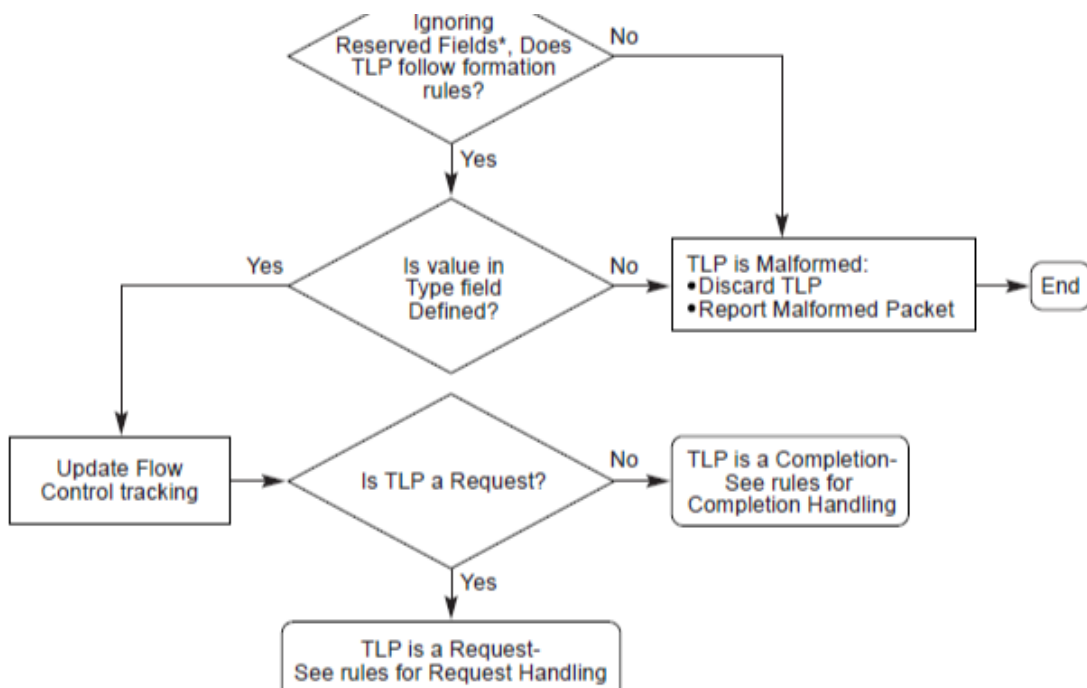 Ignoring
Reserved Fields*, Does
TLP follow formation
rules?
No
Yes
Is value in
Type field
Defined?
Yes
No
TLP is Malformed:
•Discard TLP
•Report Malformed Packet
End
Update Flow
Control tracking
Is TLP a Request?
No
TLP is a Completion-
See rules for
Completion Handling
Yes
TLP is a Request-
See rules for Request Handling